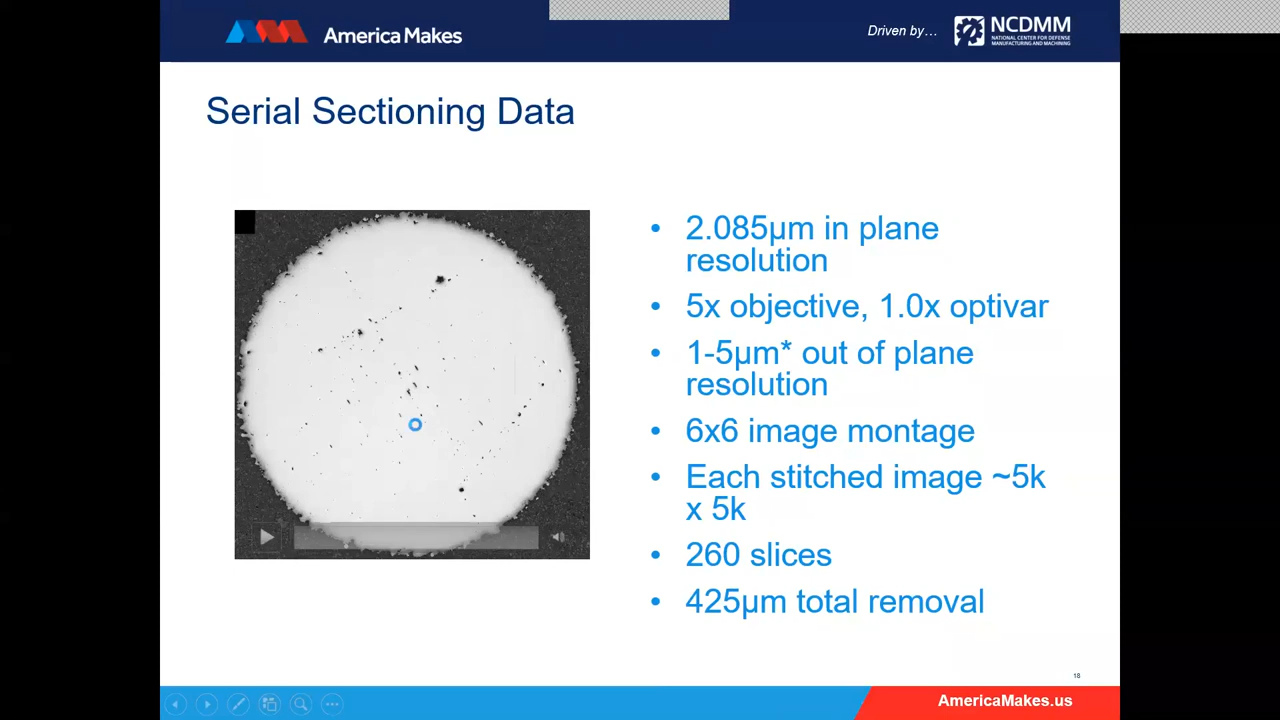 America Makes
Driven by…
NCDMM
NATIONAL CENTER FOR DEFENSE
MANUFACTURING AND MACHINING
Serial Sectioning Data
• 2.085µm in plane
resolution
• 5x objective, 1.0x optivar
• 1-5µm* out of plane
resolution
• 6x6 image montage
• Each stitched image ~5k
x 5k
• 260 slices
• 425µm total removal
18
AmericaMakes.us